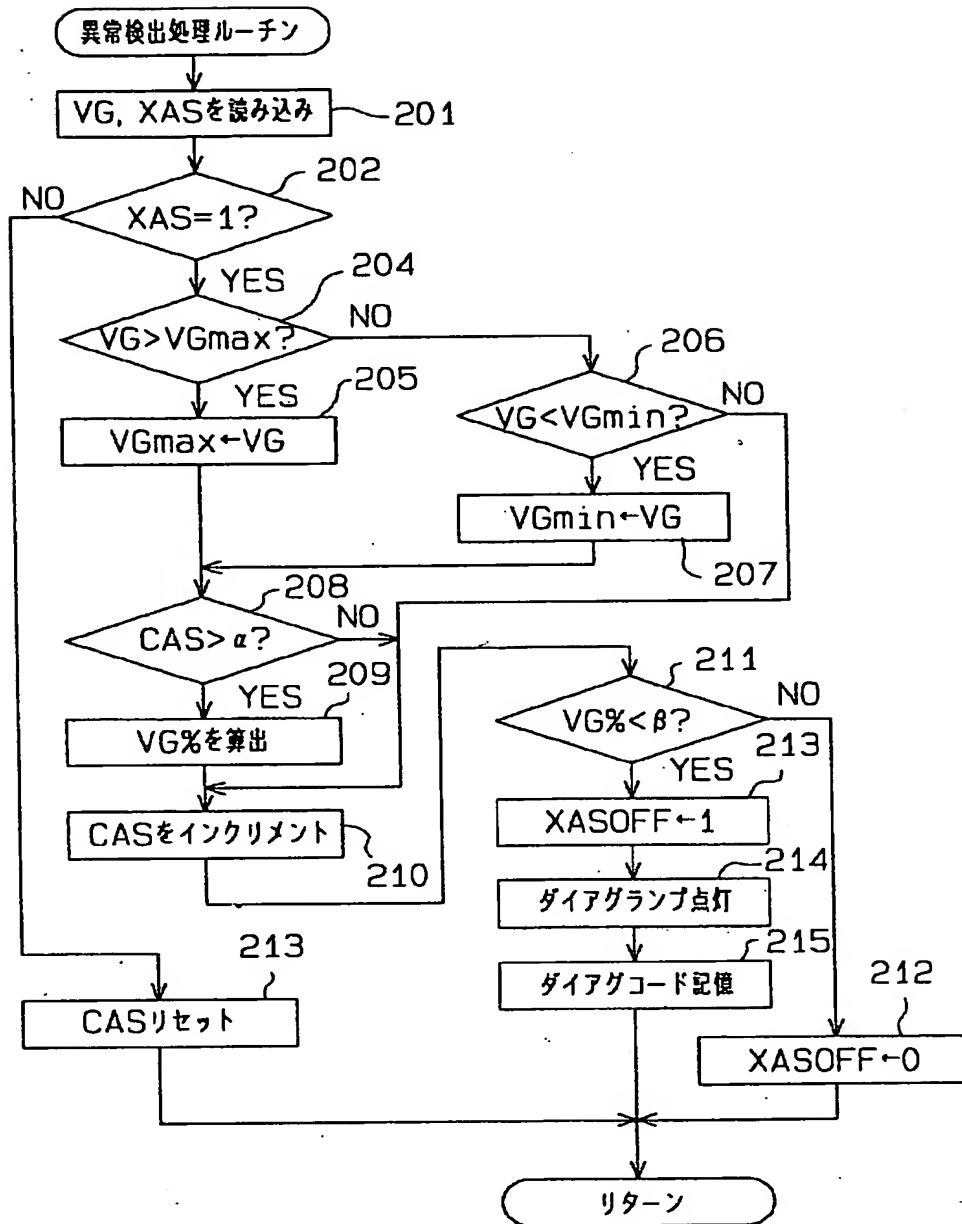 異常検出処理ルーチン
VG, XASを読み込み
201
202
NO
XAS=1?
YES
204
VG>VGmax?
NO
206
YES
205
VG<VGmin?
NO
VGmax←VG
YES
VGmin←VG
207
208
CAS>α?
NO
211
YES
209
VG%<β?
NO
VG%を算出
YES
213
XASOFF←1
CASをインクリメント
210
214
ダイアグランプ点灯
213
215
CASリセット
ダイアグコード記憶
212
XASOFF←0
リターン